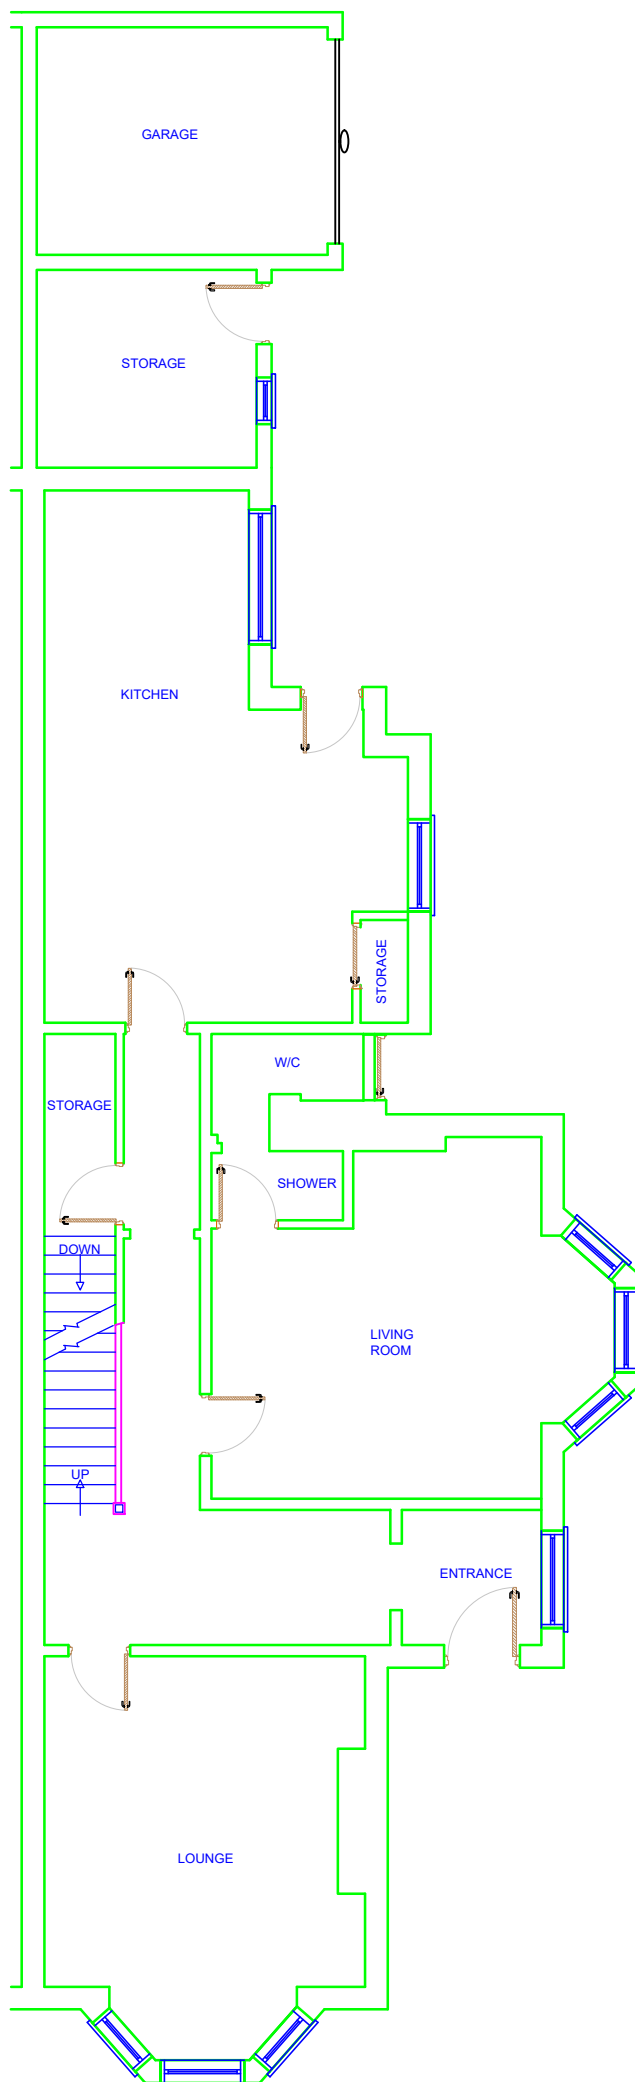 GARAGE
STORAGE
KITCHEN
STORAGE
W/C
STORAGE
SHOWER
DOWN
LIVING
ROOM
UP
ENTRANCE
LOUNGE